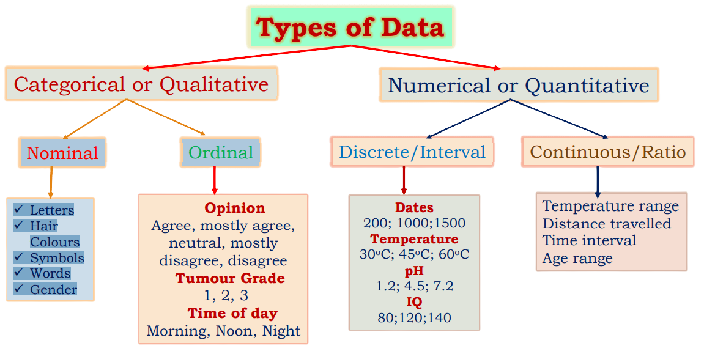 Types of Data
Categorical or Qualitative
Numerical or Quantitative
Nominal
Ordinal
Discrete/Interval
Continuous/Ratio
✓ Letters
✓ Hair
Colours
✓ Symbols
✓ Words
✓ Gender
Opinion
Agree, mostly agree,
neutral, mostly
disagree, disagree
Tumour Grade
1, 2, 3
Time of day
Morning, Noon, Night
Dates
200; 1000;1500
Temperature
30ºC; 45ºC; 60ºC
pH
1.2; 4.5; 7.2
IQ
80;120;140
Temperature range
Distance travelled
Time interval
Age range